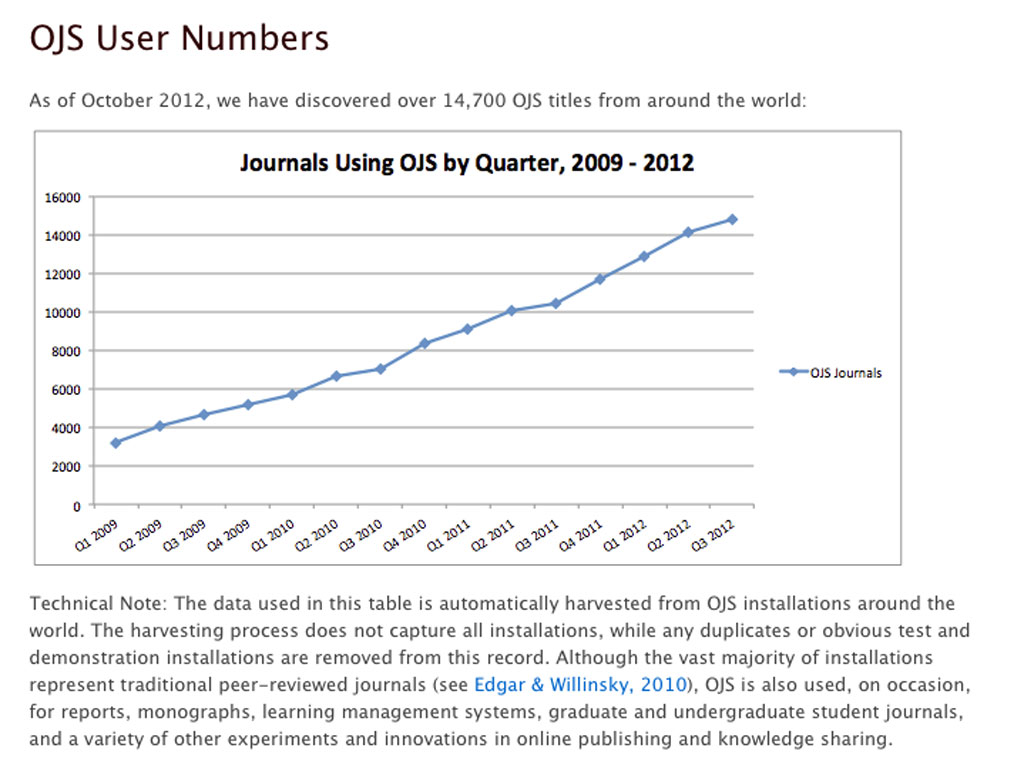 OJS User Numbers
As of October 2012, we have discovered over 14,700 OJS titles from around the world:
Journals Using OJS by Quarter, 2009 - 2012
16000
14000
12000
10000
8000
6000
4000
2000
0
Q1 2009
Q2 2009
Q3 2009
Q4 2009
Q1 2010
Q2 2010
Q3 2010
Q4 2010
Q1 2011
Q2 2011
Q3 2011
Q4 2011
Q1 2012
Q2 2012
Q3 2012
OJS Journals
Technical Note: The data used in this table is automatically harvested from OJS installations around the
world. The harvesting process does not capture all installations, while any duplicates or obvious test and
demonstration installations are removed from this record. Although the vast majority of installations
represent traditional peer-reviewed journals (see Edgar & Willinsky, 2010), OJS is also used, on occasion,
for reports, monographs, learning management systems, graduate and undergraduate student journals,
and a variety of other experiments and innovations in online publishing and knowledge sharing.